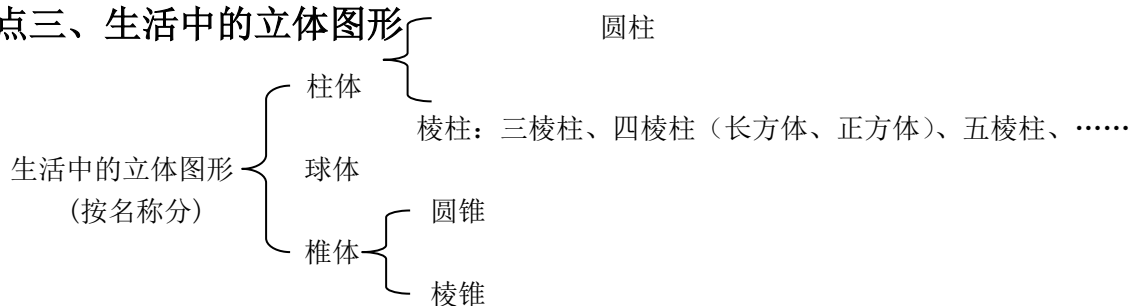 点三、生活中的立体图形
圆柱
柱体
棱柱：三棱柱、四棱柱（长方体、正方体）、五棱柱、……
生活中的立体图形
球体
(按名称分)
圆锥
椎体
棱锥